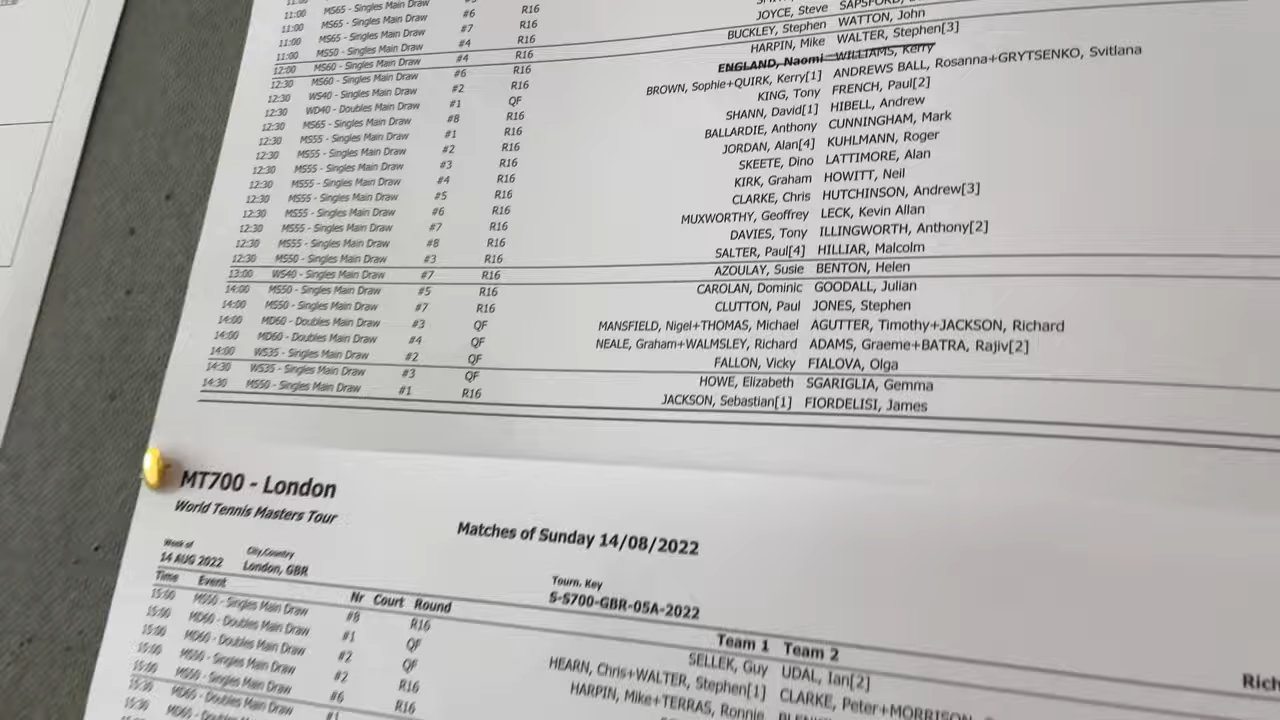 11:00 MS65 - Singles Main Draw #6 R16
11:00 MS65 - Singles Main Draw #7 R16
11:00 MS50 - Singles Main Draw #4 R16 JOYCE, Steve
12:00 MS60 - Singles Main Draw #4 R16 BUCKLEY, Stephen WATTON, John
12:30 MS60 - Singles Main Draw #6 R16 HARPIN, Mike WALTER, Stephen[3]
12:30 WS40 - Singles Main Draw #2 R16 ENGLAND, Naomi WILLIAMS, Kerry
12:30 WD40 - Doubles Main Draw #1 QF BROWN, Sophie+QUIRK, Kerry[1] ANDREWS BALL, Rosanna+GRYTSENKO, Svitlana
12:30 MS65 - Singles Main Draw #8 R16 KING, Tony FRENCH, Paul[2]
12:30 MS55 - Singles Main Draw #1 R16 SHANN, David[1] HIBELL, Andrew
12:30 MS55 - Singles Main Draw #2 R16 BALLARDIE, Anthony CUNNINGHAM, Mark
12:30 MS55 - Singles Main Draw #3 R16 JORDAN, Alan[4] KUHLMANN, Roger
12:30 MS55 - Singles Main Draw #4 R16 SKEETE, Dino LATTIMORE, Alan
12:30 MS55 - Singles Main Draw #5 R16 KIRK, Graham HOWITT, Neil
12:30 MS55 - Singles Main Draw #6 R16 CLARKE, Chris HUTCHINSON, Andrew[3]
12:30 MS55 - Singles Main Draw #7 R16 MUXWORTHY, Geoffrey LECK, Kevin Allan
12:30 MS55 - Singles Main Draw #8 R16 DAVIES, Tony ILLINGWORTH, Anthony[2]
12:30 MS50 - Singles Main Draw #3 R16 SALTER, Paul[4] HILLIAR, Malcolm
13:00 WS40 - Singles Main Draw #7 R16 AZOULAY, Susie BENTON, Helen
14:00 MS50 - Singles Main Draw #5 R16 CAROLAN, Dominic GOODALL, Julian
14:00 MS50 - Singles Main Draw #7 R16 CLUTTON, Paul JONES, Stephen
14:00 MD60 - Doubles Main Draw #3 QF MANSFIELD, Nigel+THOMAS, Michael AGUTTER, Timothy+JACKSON, Richard
14:00 MD60 - Doubles Main Draw #4 QF NEALE, Graham+WALMSLEY, Richard ADAMS, Graeme+BATRA, Rajiv[2]
14:00 WS35 - Singles Main Draw #2 QF FALLON, Vicky FIALOVA, Olga
14:30 WS35 - Singles Main Draw #3 QF HOWE, Elizabeth SGARIGLIA, Gemma
14:30 MS50 - Singles Main Draw #1 R16 JACKSON, Sebastian[1] FIORDELISI, James
MT700 - London
World Tennis Masters Tour
Matches of Sunday 14/08/2022
Week of City,Country Tourn. Key
14 AUG 2022 London, GBR S-S700-GBR-05A-2022
Time Event Nr Court Round Team 1 Team 2
15:00 MS50 - Singles Main Draw #8 R16 SELLEK, Guy UDAL, Ian[2]
15:00 MD60 - Doubles Main Draw #1 QF HEARN, Chris+WALTER, Stephen[1] CLARKE, Peter+MORRISON,
15:00 MD60 - Doubles Main Draw #2 QF HARPIN, Mike+TERRAS, Ronnie
15:00 MS50 - Singles Main Draw #2 R16
15:30 MS50 - Singles Main Draw #6 R16
15:30 MD65 - Doubles Main Draw #1